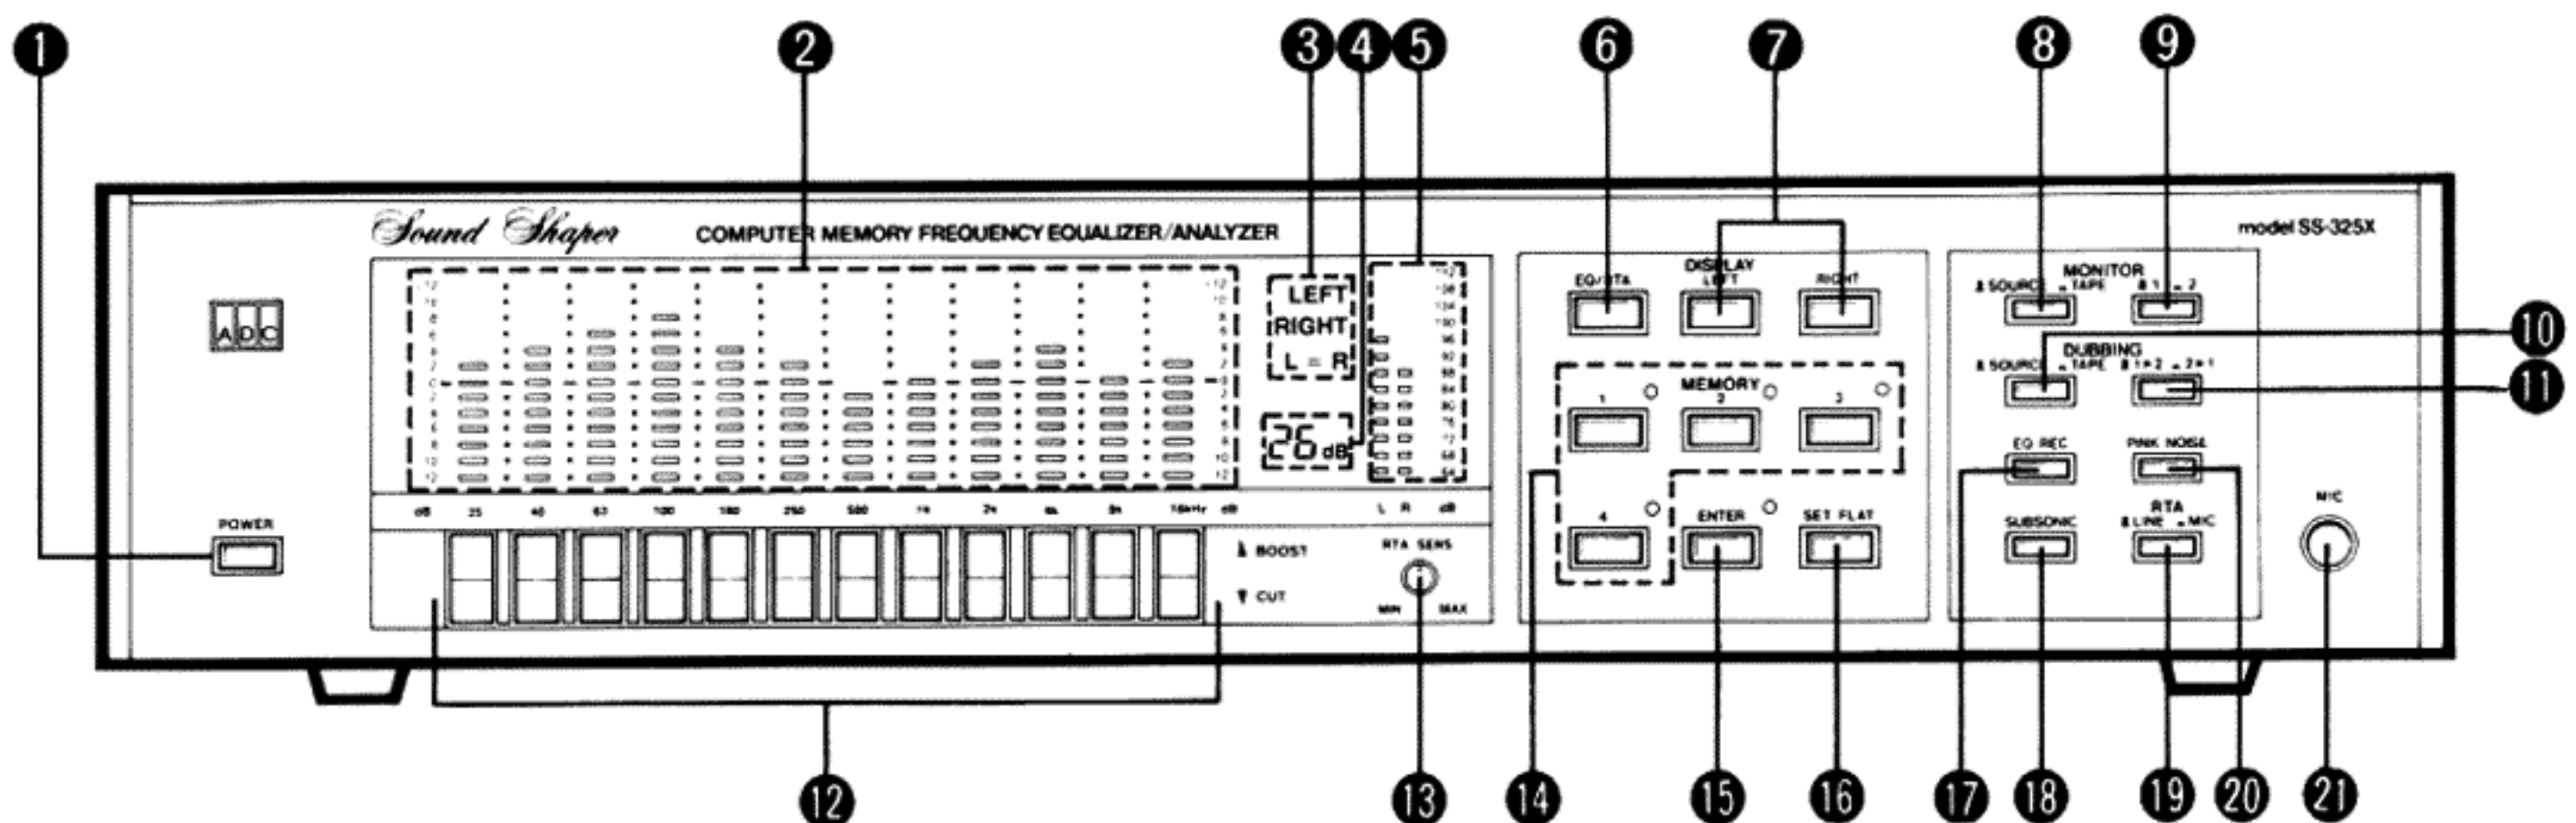 1 2 3 4 5 6 7 8 9
Sound Shaper COMPUTER MEMORY FREQUENCY EQUALIZER/ANALYZER
model SS-325X
ADC
POWER
LEFT
RIGHT
L = R
26 dB
dB 25 40 63 100 160 250 500 1k 2k 4k 8k 16kHz dB
L R dB
BOOST
CUT
RTA SENS
MIN MAX
DISPLAY
EQ/RTA LEFT RIGHT
MEMORY
1 2 3
4 ENTER SET FLAT
MONITOR
SOURCE TAPE 1 2
DUBBING
SOURCE TAPE 1▸2 2▸1
EQ REC PINK NOISE
SUBSONIC
RTA
LINE MIC
MIC
10
11
12 13 14 15 16 17 18 19 20 21